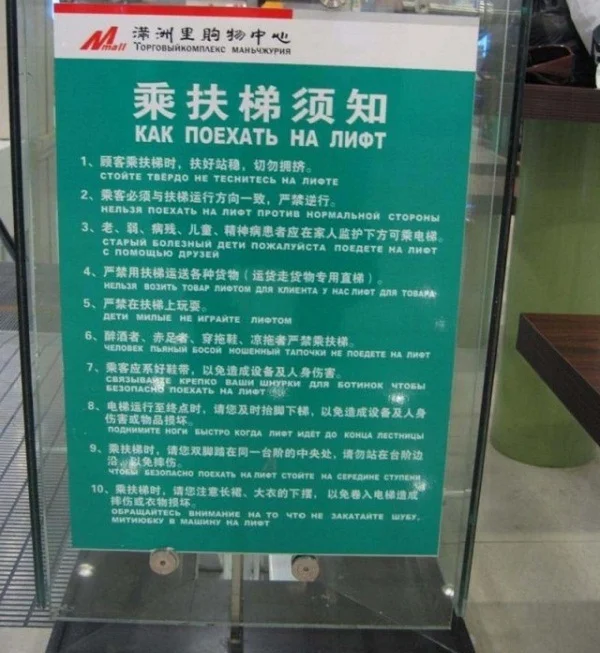 Mmall
满洲里购物中心
ТОРГОВЫЙКОМПЛЕКС МАНЬЧЖУРИЯ
乘扶梯须知
КАК ПОЕХАТЬ НА ЛИФТ
1、顾客乘扶梯时，扶好站稳，切勿拥挤。
СТОЙТЕ ТВЁРДО НЕ ТЕСНИТЕСЬ НА ЛИФТЕ
2、乘客必须与扶梯运行方向一致，严禁逆行。
НЕЛЬЗЯ ПОЕХАТЬ НА ЛИФТ ПРОТИВ НОРМАЛЬНОЙ СТОРОНЫ
3、老、弱、病残、儿童、精神病患者应在家人监护下方可乘电梯。
СТАРЫЙ БОЛЕЗНЫЙ ДЕТИ ПОЖАЛУЙСТА ПОЕДЕТЕ НА ЛИФТ
С ПОМОЩЬЮ ДРУЗЕЙ
4、严禁用扶梯运送各种货物（运货走货物专用直梯）。
НЕЛЬЗЯ ВОЗИТЬ ТОВАР ЛИФТОМ ДЛЯ КЛИЕНТА У НАС ЛИФТ ДЛЯ ТОВАРА
5、严禁在扶梯上玩耍。
ДЕТИ МИЛЫЕ НЕ ИГРАЙТЕ ЛИФТОМ
6、醉酒者、赤足者、穿拖鞋、凉拖者严禁乘扶梯。
ЧЕЛОВЕК ПЬЯНЫЙ БОСОЙ НОШЕННЫЙ ТАПОЧКИ НЕ ПОЕДЕТЕ НА ЛИФТ
7、乘客应系好鞋带，以免造成设备及人身伤害。
СВЯЗЫВАЙТЕ КРЕПКО ВАШИ ШНУРКИ ДЛЯ БОТИНОК ЧТОБЫ
БЕЗОПАСНО ПОЕХАТЬ НА ЛИФТ
8、电梯运行至终点时，请您及时抬脚下梯，以免造成设备及人身
伤害或物品损坏。
ПОДНИМИТЕ НОГИ БЫСТРО КОГДА ЛИФТ ИДЁТ ДО КОНЦА ЛЕСТНИЦЫ
9、乘扶梯时，请您双脚踏在同一台阶的中央处，请勿站在台阶边
沿，以免摔伤。
ЧТОБЫ БЕЗОПАСНО ПОЕХАТЬ НА ЛИФТ СТОЙТЕ НА СЕРЕДИНЕ СТУПЕНИ
10、乘扶梯时，请您注意长裙、大衣的下摆，以免卷入电梯造成
摔伤或衣物损坏。
ОБРАЩАЙТЕСЬ ВНИМАНИЕ НА ТО ЧТО НЕ ЗАКАТАЙТЕ ШУБУ,
МИТИЮБКУ В МАШИНУ НА ЛИФТ